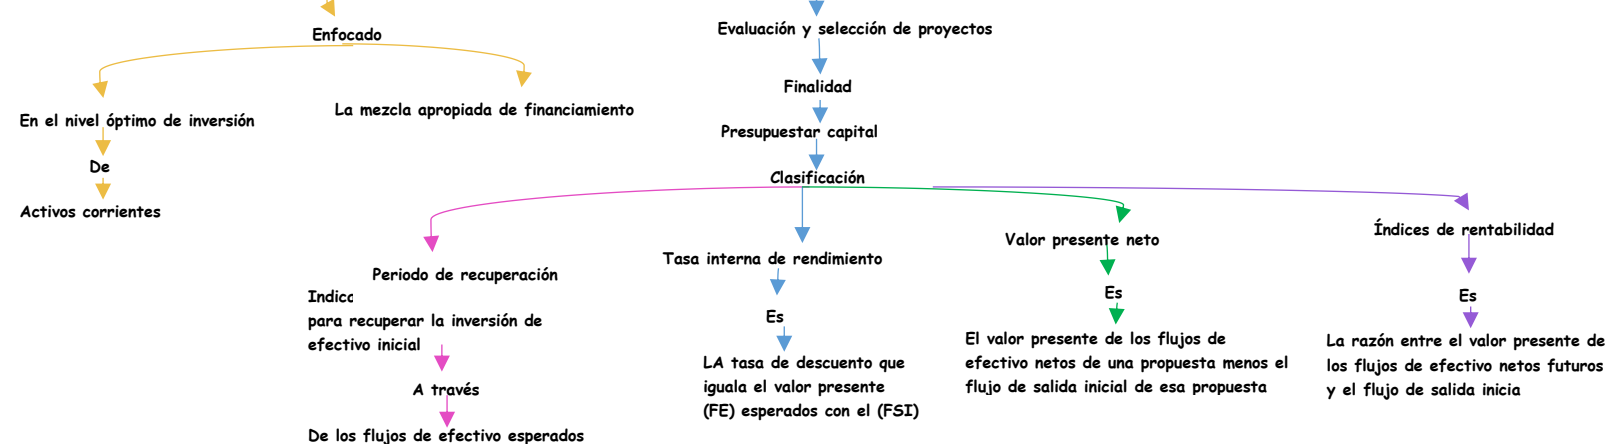 Enfocado
En el nivel óptimo de inversión
De
Activos corrientes
La mezcla apropiada de financiamiento
Evaluación y selección de proyectos
Finalidad
Presupuestar capital
Clasificación
Periodo de recuperación
Indica
para recuperar la inversión de
efectivo inicial
A través
De los flujos de efectivo esperados
Tasa interna de rendimiento
Es
LA tasa de descuento que
iguala el valor presente
(FE) esperados con el (FSI)
Valor presente neto
Es
El valor presente de los flujos de
efectivo netos de una propuesta menos el
flujo de salida inicial de esa propuesta
Índices de rentabilidad
Es
La razón entre el valor presente de
los flujos de efectivo netos futuros
y el flujo de salida inicia